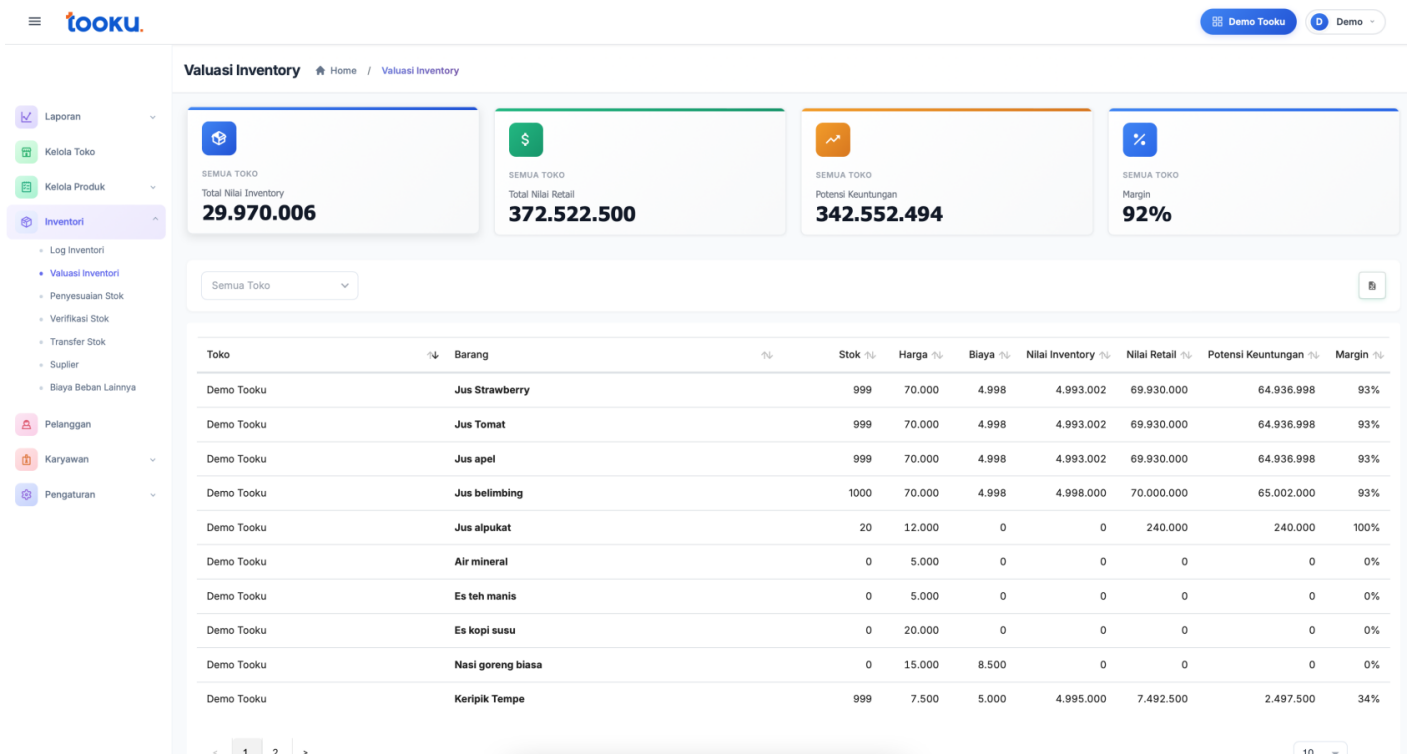 tooku.
Demo Tooku
D Demo
Valuasi Inventory Home / Valuasi Inventory
Laporan
Kelola Toko
Kelola Produk
Inventori
Log Inventori
Valuasi Inventori
Penyesuaian Stok
Verifikasi Stok
Transfer Stok
Suplier
Biaya Beban Lainnya
Pelanggan
Karyawan
Pengaturan
SEMUA TOKO
Total Nilai Inventory
29.970.006
$
SEMUA TOKO
Total Nilai Retail
372.522.500
SEMUA TOKO
Potensi Keuntungan
342.552.494
%
SEMUA TOKO
Margin
92%
Semua Toko
Toko Barang Stok Harga Biaya Nilai Inventory Nilai Retail Potensi Keuntungan Margin
Demo Tooku Jus Strawberry 999 70.000 4.998 4.993.002 69.930.000 64.936.998 93%
Demo Tooku Jus Tomat 999 70.000 4.998 4.993.002 69.930.000 64.936.998 93%
Demo Tooku Jus apel 999 70.000 4.998 4.993.002 69.930.000 64.936.998 93%
Demo Tooku Jus belimbing 1000 70.000 4.998 4.998.000 70.000.000 65.002.000 93%
Demo Tooku Jus alpukat 20 12.000 0 0 240.000 240.000 100%
Demo Tooku Air mineral 0 5.000 0 0 0 0 0%
Demo Tooku Es teh manis 0 5.000 0 0 0 0 0%
Demo Tooku Es kopi susu 0 20.000 0 0 0 0 0%
Demo Tooku Nasi goreng biasa 0 15.000 8.500 0 0 0 0%
Demo Tooku Keripik Tempe 999 7.500 5.000 4.995.000 7.492.500 2.497.500 34%
< 1 2 > 10